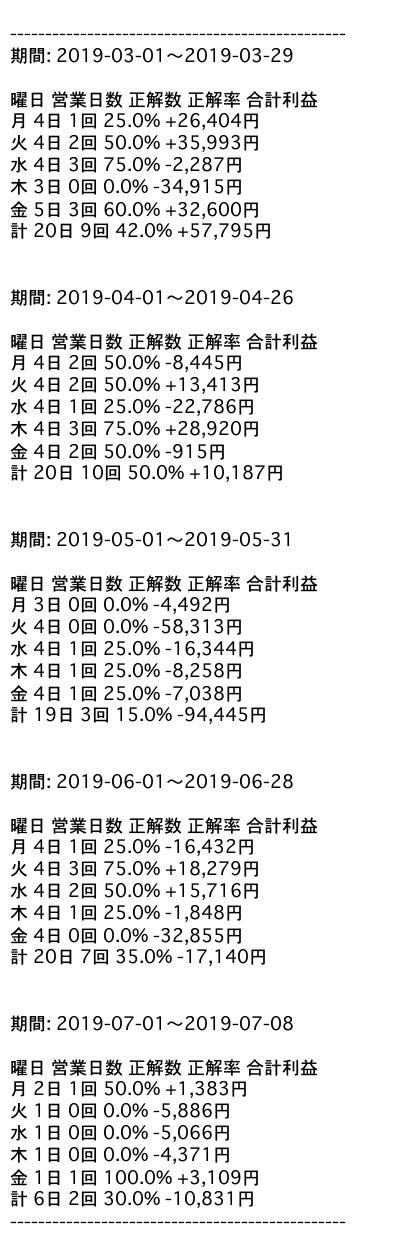 ------------------------------------------------
期間: 2019-03-01〜2019-03-29
曜日 営業日数 正解数 正解率 合計利益
月 4日 1回 25.0% +26,404円
火 4日 2回 50.0% +35,993円
水 4日 3回 75.0% -2,287円
木 3日 0回 0.0% -34,915円
金 5日 3回 60.0% +32,600円
計 20日 9回 42.0% +57,795円
期間: 2019-04-01〜2019-04-26
曜日 営業日数 正解数 正解率 合計利益
月 4日 2回 50.0% -8,445円
火 4日 2回 50.0% +13,413円
水 4日 1回 25.0% -22,786円
木 4日 3回 75.0% +28,920円
金 4日 2回 50.0% -915円
計 20日 10回 50.0% +10,187円
期間: 2019-05-01〜2019-05-31
曜日 営業日数 正解数 正解率 合計利益
月 3日 0回 0.0% -4,492円
火 4日 0回 0.0% -58,313円
水 4日 1回 25.0% -16,344円
木 4日 1回 25.0% -8,258円
金 4日 1回 25.0% -7,038円
計 19日 3回 15.0% -94,445円
期間: 2019-06-01〜2019-06-28
曜日 営業日数 正解数 正解率 合計利益
月 4日 1回 25.0% -16,432円
火 4日 3回 75.0% +18,279円
水 4日 2回 50.0% +15,716円
木 4日 1回 25.0% -1,848円
金 4日 0回 0.0% -32,855円
計 20日 7回 35.0% -17,140円
期間: 2019-07-01〜2019-07-08
曜日 営業日数 正解数 正解率 合計利益
月 2日 1回 50.0% +1,383円
火 1日 0回 0.0% -5,886円
水 1日 0回 0.0% -5,066円
木 1日 0回 0.0% -4,371円
金 1日 1回 100.0% +3,109円
計 6日 2回 30.0% -10,831円
------------------------------------------------